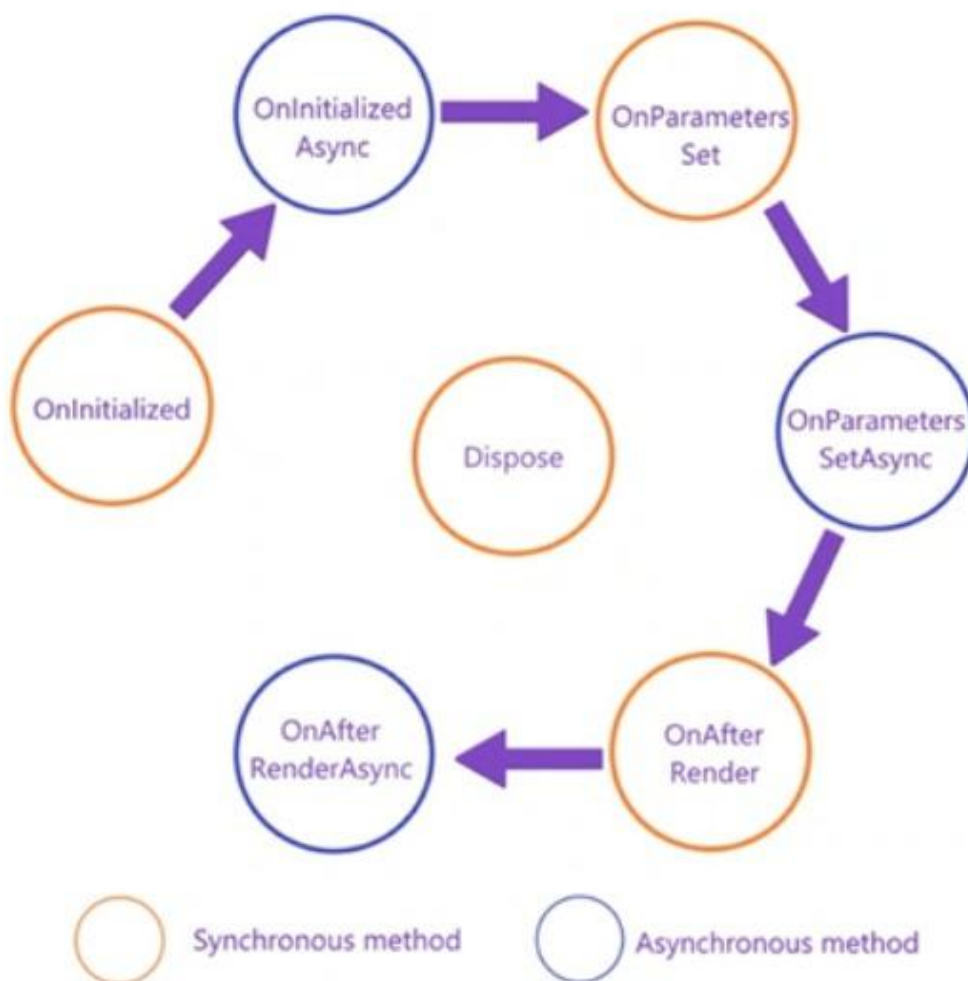 OnInitialized
Async
OnParameters
Set
OnInitialized
OnParameters
SetAsync
Dispose
OnAfter
RenderAsync
OnAfter
Render
Synchronous method
Asynchronous method